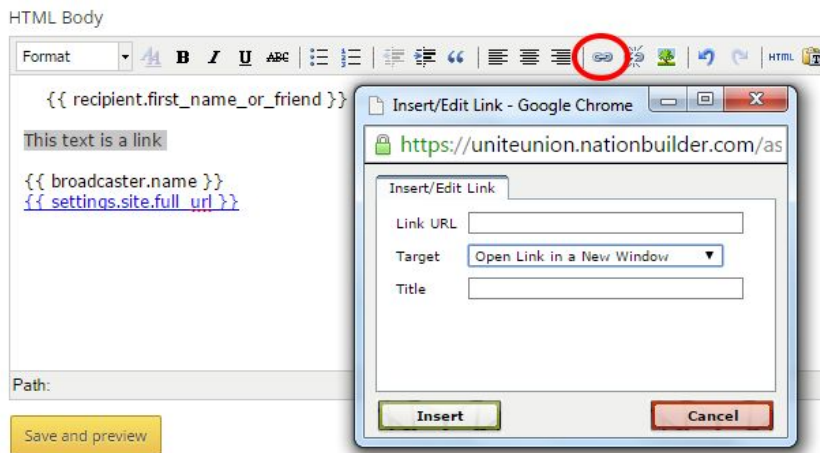 HTML Body
Format B I U ABC “ HTML
{{ recipient.first_name_or_friend }}
This text is a link
{{ broadcaster.name }}
{{ settings.site.full_url }}
Path:
Save and preview
Insert/Edit Link - Google Chrome
https://uniteunion.nationbuilder.com/as
Insert/Edit Link
Link URL
Target Open Link in a New Window
Title
Insert Cancel